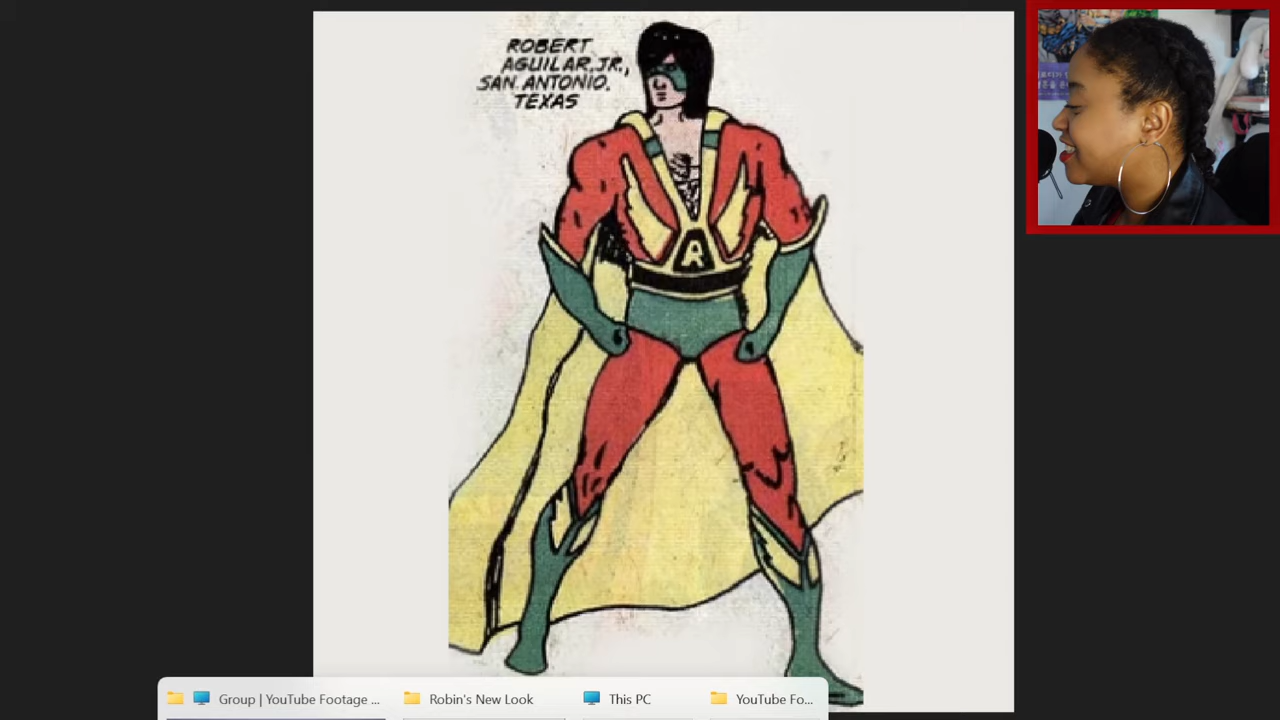 ROBERT
AGUILAR, JR.,
SAN ANTONIO,
TEXAS
R
Group | YouTube Footage ...
Robin's New Look
This PC
YouTube Fo...